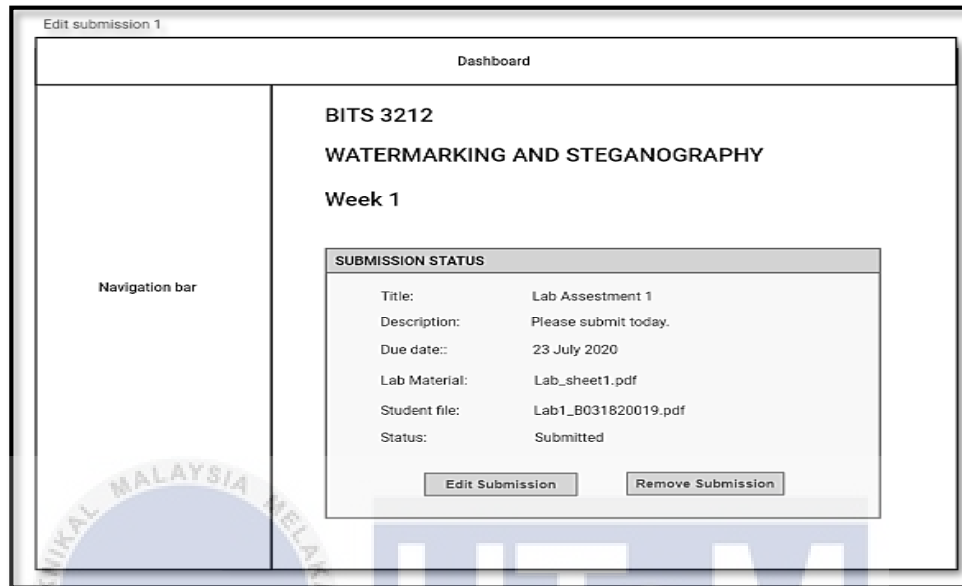 Edit submission 1
Dashboard
Navigation bar
BITS 3212
WATERMARKING AND STEGANOGRAPHY
Week 1
SUBMISSION STATUS
Title: Lab Assestment 1
Description: Please submit today.
Due date:: 23 July 2020
Lab Material: Lab_sheet1.pdf
Student file: Lab1_B031820019.pdf
Status: Submitted
Edit Submission Remove Submission
MALAYSIA